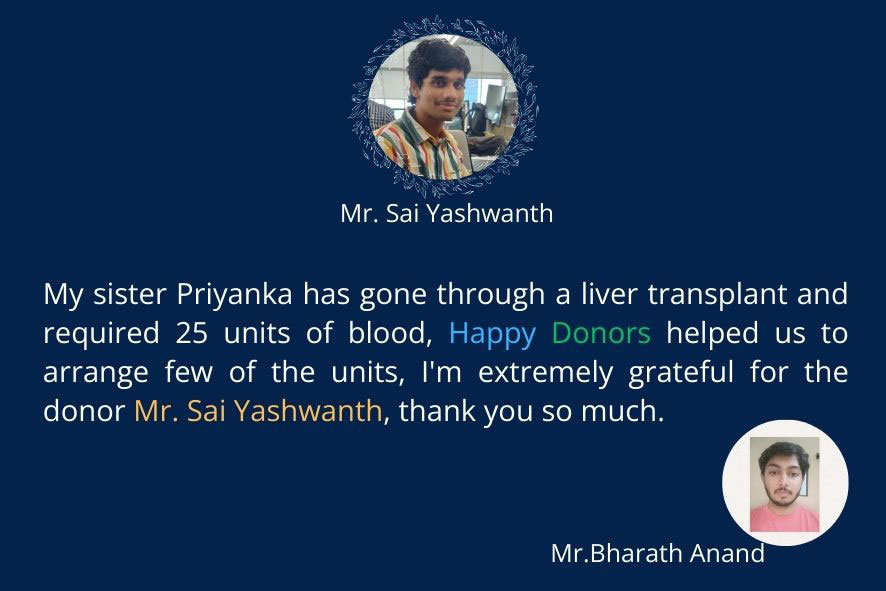 Mr. Sai Yashwanth
My sister Priyanka has gone through a liver transplant and
required 25 units of blood, Happy Donors helped us to
arrange few of the units, I'm extremely grateful for the
donor Mr. Sai Yashwanth, thank you so much.
Mr.Bharath Anand